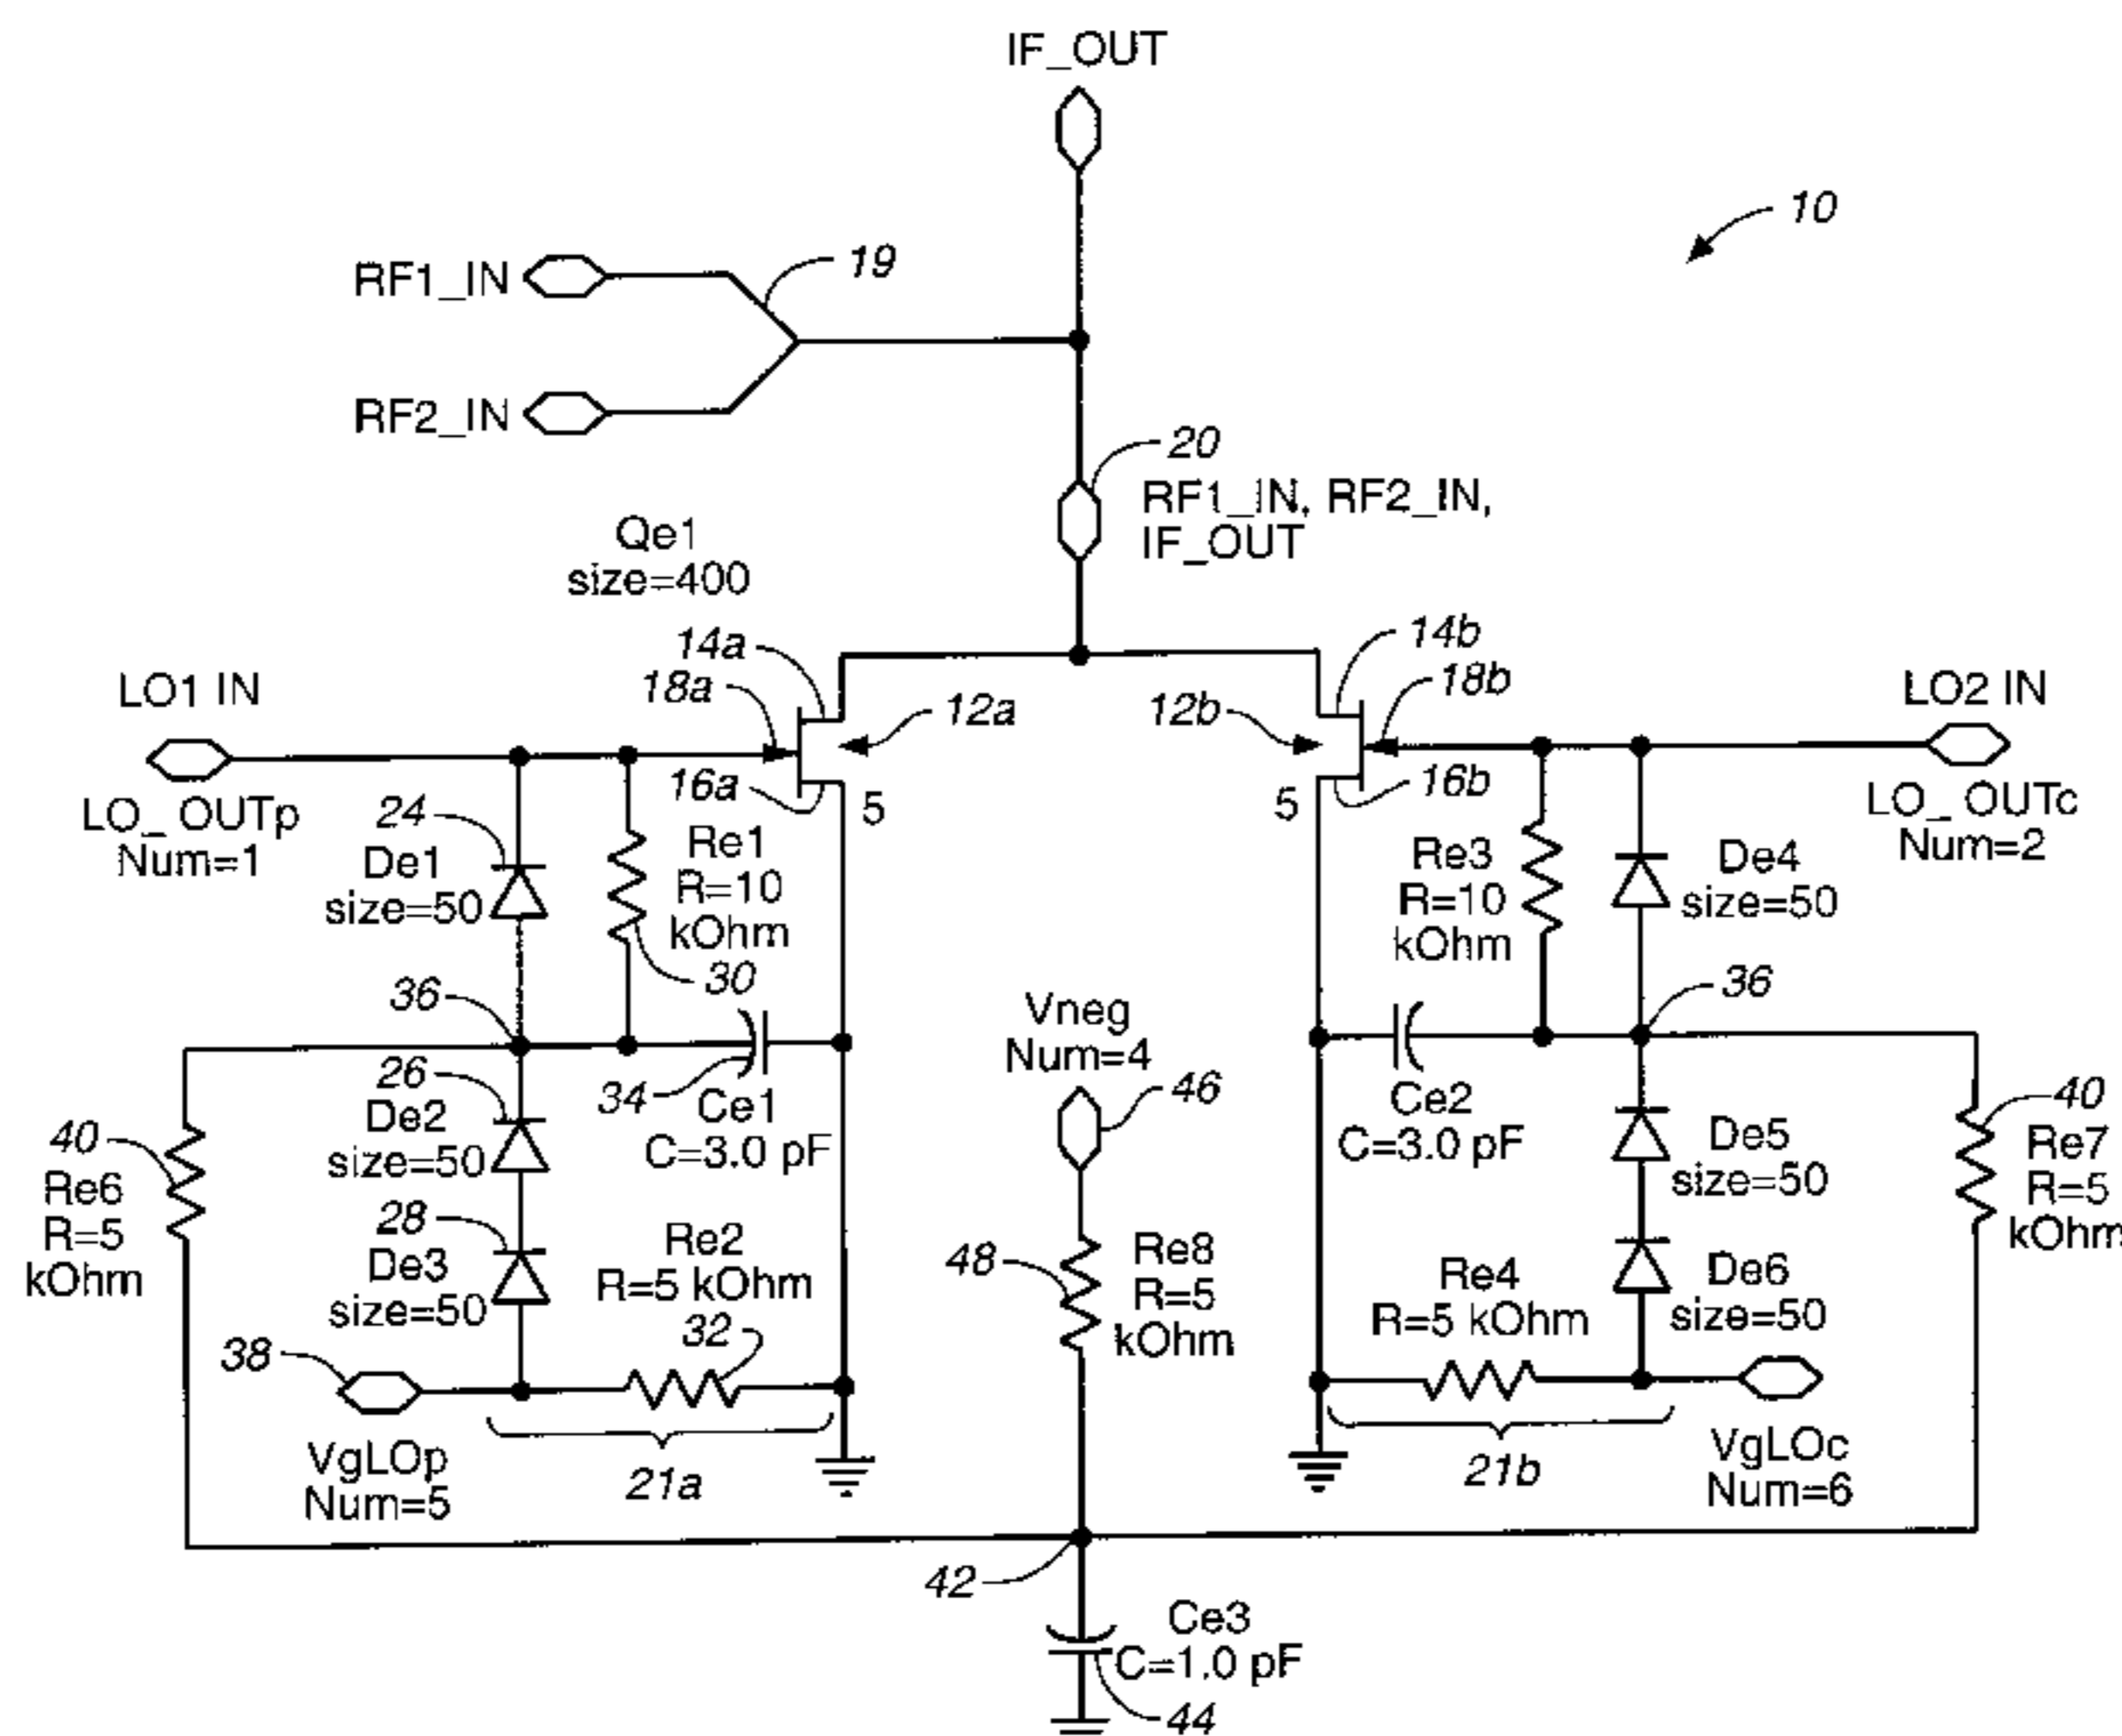 IF_OUT
10
RF1_IN
19
RF2_IN
20
RF1_IN, RF2_IN,
IF_OUT
Qe1
size=400
14a
14b
LO1 IN
18a
12a
12b
18b
LO2 IN
16a
5
5
16b
LO_ OUTp
Num=1
24
De1
size=50
Re1
R=10
kOhm
30
Re3
R=10
kOhm
De4
size=50
LO_ OUTc
Num=2
36
Vneg
Num=4
36
26
De2
size=50
34
Ce1
C=3.0 pF
46
Ce2
C=3.0 pF
De5
size=50
40
Re7
R=5
kOhm
40
Re6
R=5
kOhm
28
De3
size=50
Re2
R=5 kOhm
32
48
Re8
R=5
kOhm
Re4
R=5 kOhm
De6
size=50
38
VgLOp
Num=5
21a
21b
VgLOc
Num=6
42
Ce3
C=1.0 pF
44